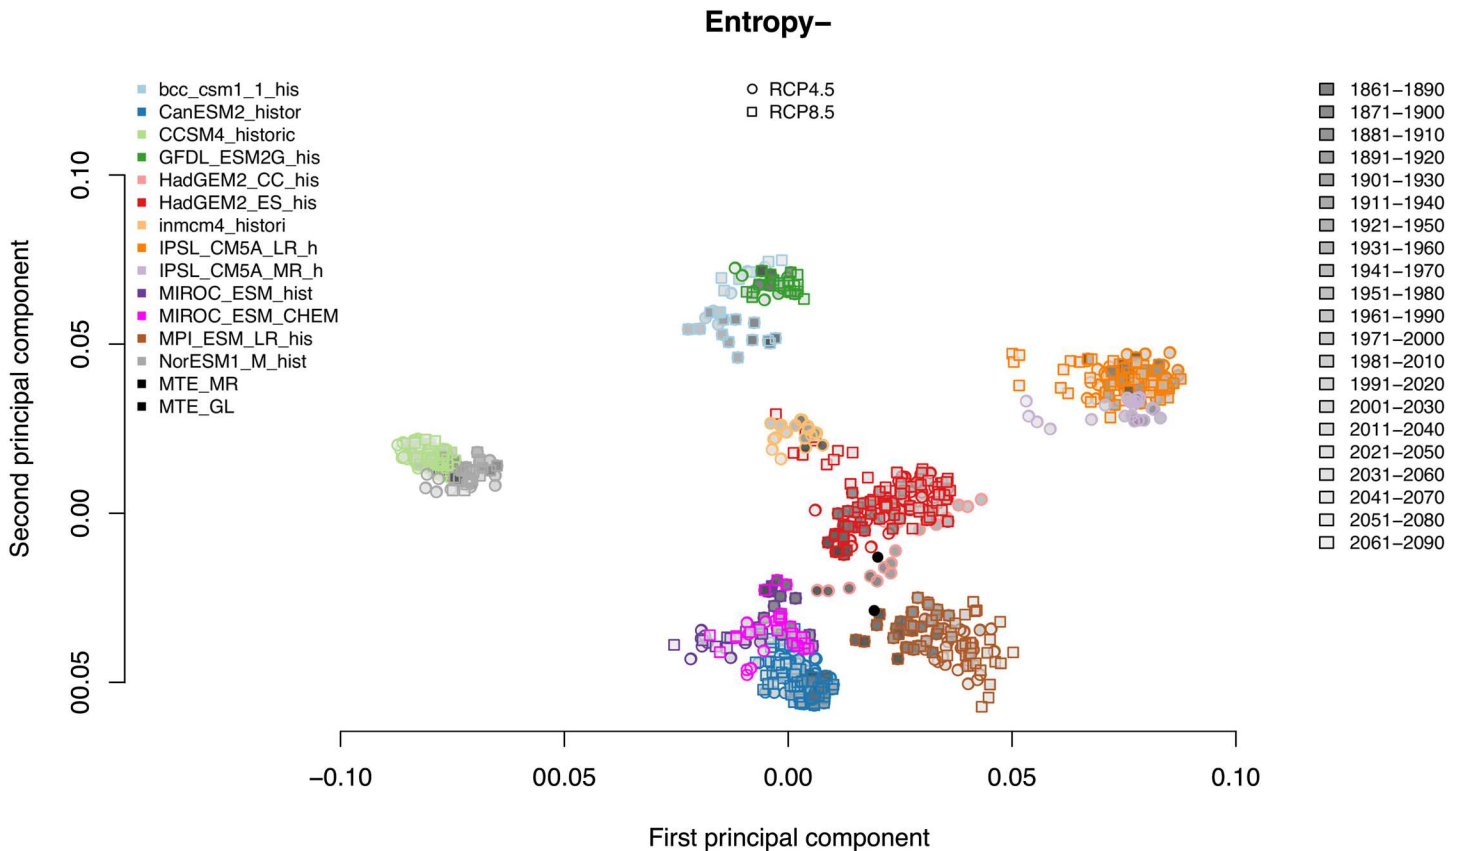 Entropy−
bcc_csm1_1_his
CanESM2_histor
CCSM4_historic
GFDL_ESM2G_his
HadGEM2_CC_his
HadGEM2_ES_his
inmcm4_histori
IPSL_CM5A_LR_h
IPSL_CM5A_MR_h
MIROC_ESM_hist
MIROC_ESM_CHEM
MPI_ESM_LR_his
NorESM1_M_hist
MTE_MR
MTE_GL
RCP4.5
RCP8.5
1861−1890
1871−1900
1881−1910
1891−1920
1901−1930
1911−1940
1921−1950
1931−1960
1941−1970
1951−1980
1961−1990
1971−2000
1981−2010
1991−2020
2001−2030
2011−2040
2021−2050
2031−2060
2041−2070
2051−2080
2061−2090
Second principal component
0.10
0.05
0.00
00.05
−0.10
00.05
0.00
0.05
0.10
First principal component